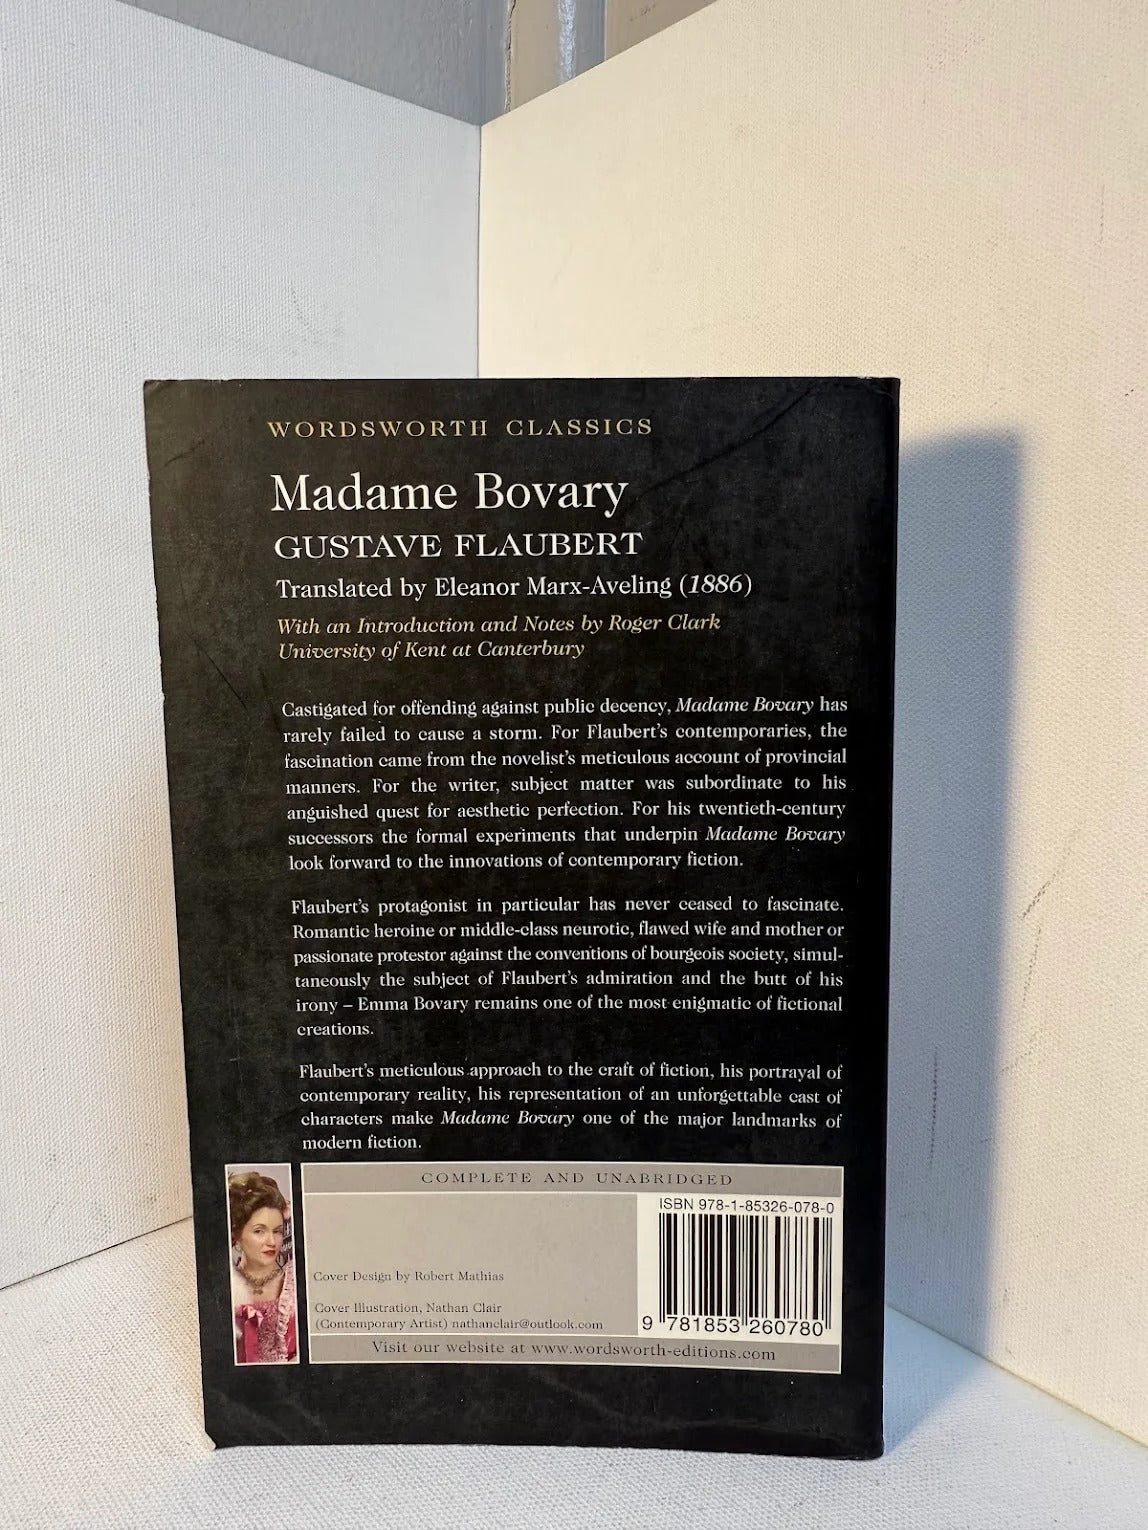 WORDSWORTH CLASSICS
Madame Bovary
GUSTAVE FLAUBERT
Translated by Eleanor Marx-Aveling (1886)
With an Introduction and Notes by Roger Clark
University of Kent at Canterbury
Castigated for offending against public decency, Madame Bovary has
rarely failed to cause a storm. For Flaubert's contemporaries, the
fascination came from the novelist's meticulous account of provincial
manners. For the writer, subject matter was subordinate to his
anguished quest for aesthetic perfection. For his twentieth-century
successors the formal experiments that underpin Madame Bovary
look forward to the innovations of contemporary fiction.
Flaubert's protagonist in particular has never ceased to fascinate.
Romantic heroine or middle-class neurotic, flawed wife and mother or
passionate protestor against the conventions of bourgeois society, simul-
taneously the subject of Flaubert's admiration and the butt of his
irony – Emma Bovary remains one of the most enigmatic of fictional
creations.
Flaubert's meticulous approach to the craft of fiction, his portrayal of
contemporary reality, his representation of an unforgettable cast of
characters make Madame Bovary one of the major landmarks of
modern fiction.
COMPLETE AND UNABRIDGED
ISBN 978-1-85326-078-0
Cover Design by Robert Mathias
Cover Illustration, Nathan Clair
(Contemporary Artist) nathanclair@outlook.com
9 781853 260780
Visit our website at www.wordsworth-editions.com